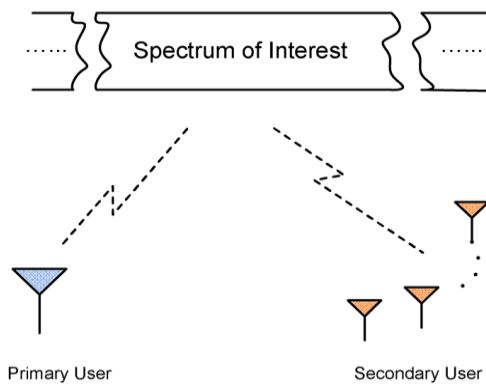 ...... Spectrum of Interest ......
Primary User Secondary User